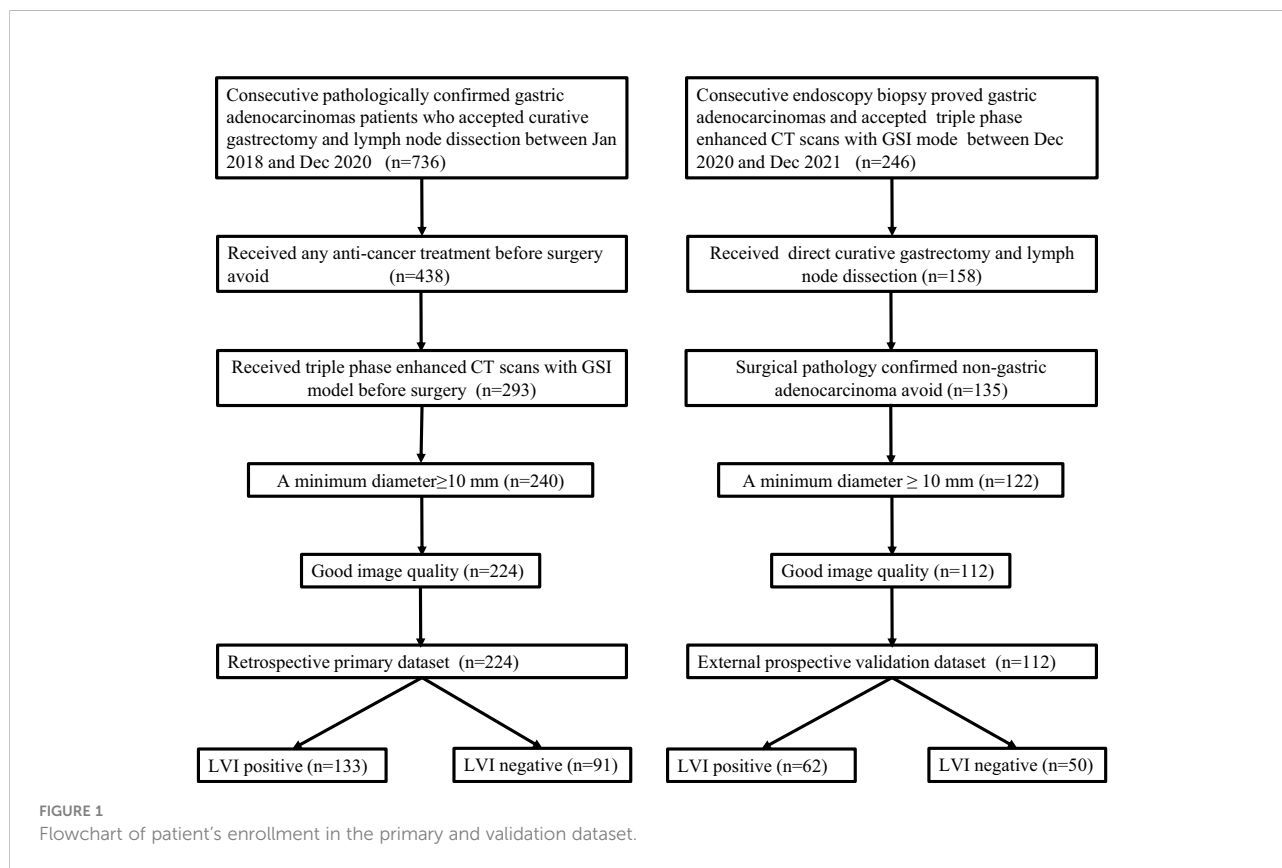 Consecutive pathologically confirmed gastric
adenocarcinomas patients who accepted curative
gastrectomy and lymph node dissection between Jan
2018 and Dec 2020 (n=736)
Received any anti-cancer treatment before surgery
avoid (n=438)
Received triple phase enhanced CT scans with GSI
model before surgery (n=293)
A minimum diameter≥10 mm (n=240)
Good image quality (n=224)
Retrospective primary dataset (n=224)
LVI positive (n=133)
LVI negative (n=91)
Consecutive endoscopy biopsy proved gastric
adenocarcinomas and accepted triple phase
enhanced CT scans with GSI mode between Dec
2020 and Dec 2021 (n=246)
Received direct curative gastrectomy and lymph
node dissection (n=158)
Surgical pathology confirmed non-gastric
adenocarcinoma avoid (n=135)
A minimum diameter ≥ 10 mm (n=122)
Good image quality (n=112)
External prospective validation dataset (n=112)
LVI positive (n=62)
LVI negative (n=50)
FIGURE 1
Flowchart of patient's enrollment in the primary and validation dataset.